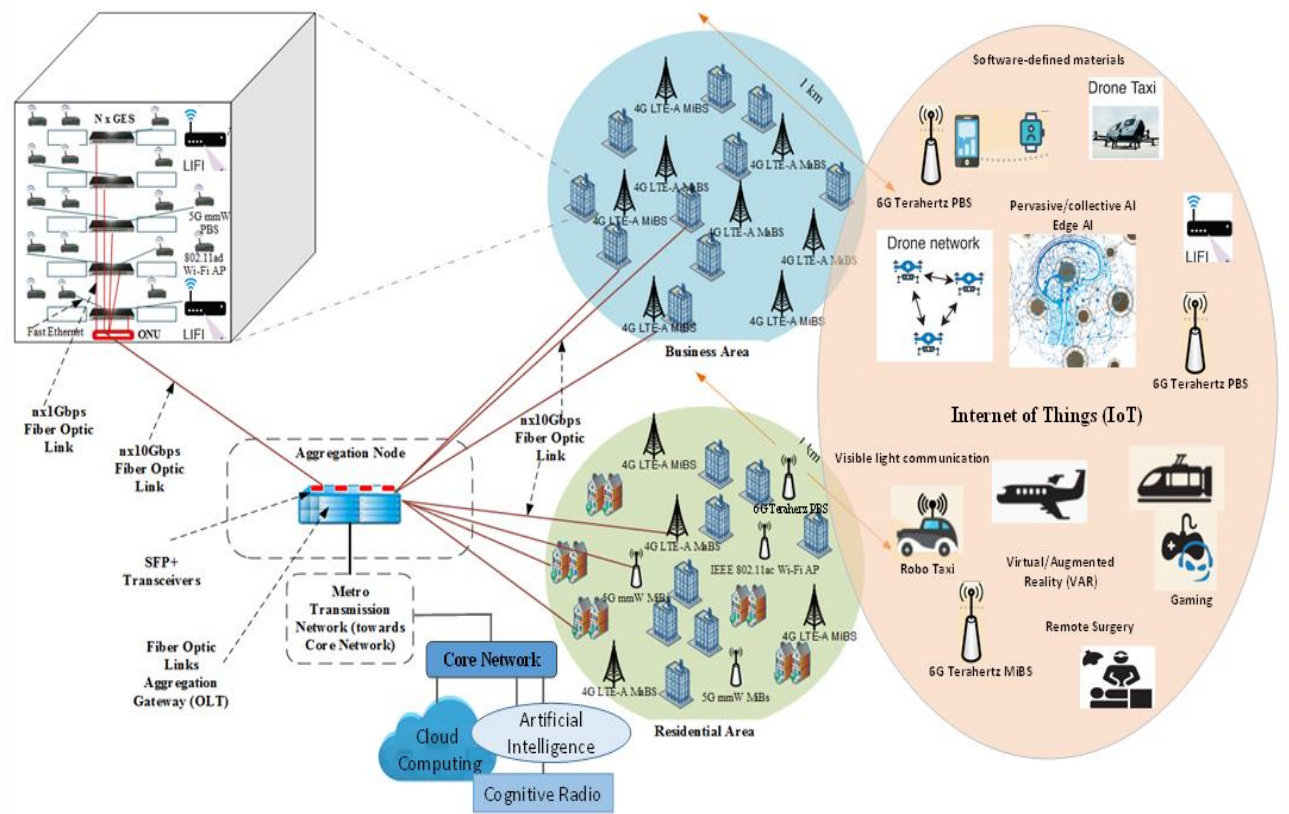 N x GES
LIFI
5G mmW
PBS
802.11ad
Wi-Fi AP
Fast Ethernet
ONU
LIFI
nx1Gbps
Fiber Optic
Link
nx10Gbps
Fiber Optic
Link
SFP+
Transceivers
Fiber Optic
Links
Aggregation
Gateway (OLT)
Aggregation Node
Metro
Transmission
Network (towards
Core Network)
Core Network
Cloud
Computing
Artificial
Intelligence
Cognitive Radio
nx10Gbps
Fiber Optic
Link
1 km
4G LTE-A MiBS
4G LTE-A MiBS
4G LTE-A MaBS
4G LTE-A MiBS
4G LTE-A MaBS
4G LTE-A MaBS
4G LTE-A MiBS
4G LTE-A MiBS
Business Area
1 km
4G LTE-A MiBS
6G Terahertz PBS
4G LTE-A MaBS
IEEE 802.11ac Wi-Fi AP
5G mmW MiBs
4G LTE-A MiBS
4G LTE-A MaBS
5G mmW MiBs
Residential Area
Software-defined materials
Drone Taxi
6G Terahertz PBS
Pervasive/collective AI
Edge AI
LIFI
Drone network
6G Terahertz PBS
Internet of Things (IoT)
Visible light communication
Robo Taxi
Virtual/Augmented
Reality (VAR)
Gaming
Remote Surgery
6G Terahertz MiBS